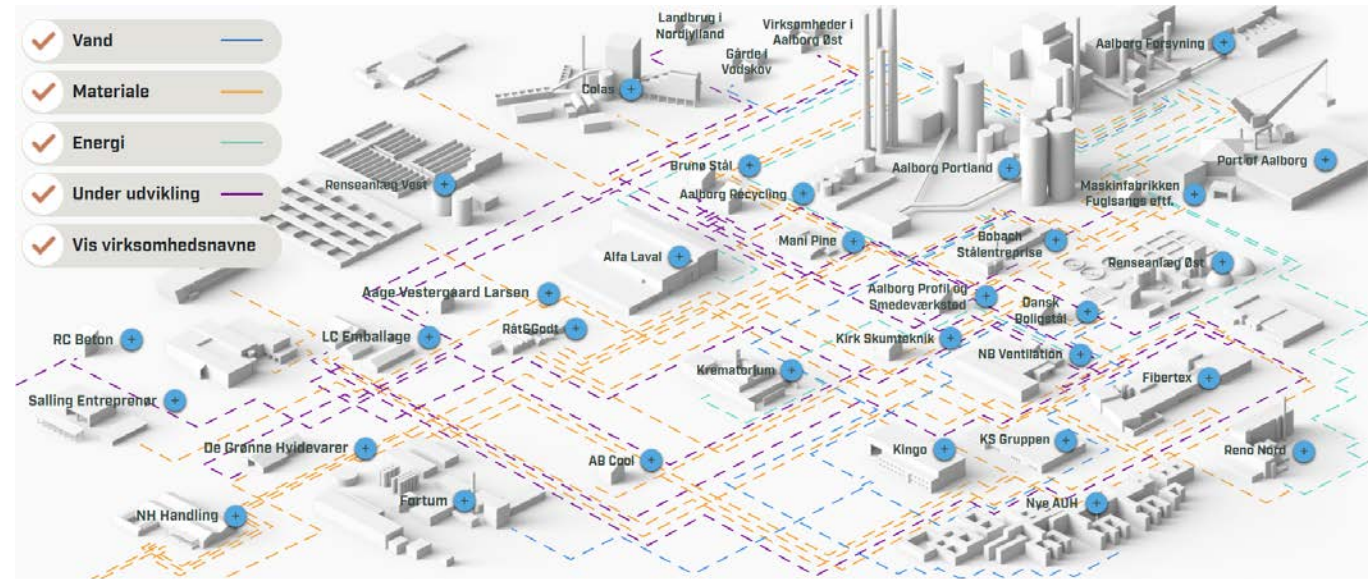 Vand
Materiale
Energi
Under udvikling
Vis virksomhedsnavne
Landbrug i
Nordjylland
Virksomheder i
Aalborg Øst
Gårde i
Vodskov
Aalborg Forsyning
Colas
Renseanlæg Vest
Brunø Stål
Aalborg Recycling
Aalborg Portland
Port of Aalborg
Maskinfabrikken
Fuglsangs eftf.
Mani Pine
Bobach
Stålentreprise
Alfa Laval
Renseanlæg Øst
Aage Vestergaard Larsen
Aalborg Profil og
Smedeværksted
Dansk
Boligstål
RC Beton
LC Emballage
Råt&Godt
Kirk Skumteknik
NB Ventilation
Krematorium
Fibertex
Salling Entreprenør
De Grønne Hvidevarer
AB Cool
Kingo
KS Gruppen
Reno Nord
Fortum
Nye AUH
NH Handling